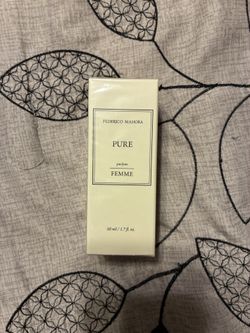 FEDERICO MAHORA
PURE
parfum
FEMME
50 ml / 1.7 fl. oz